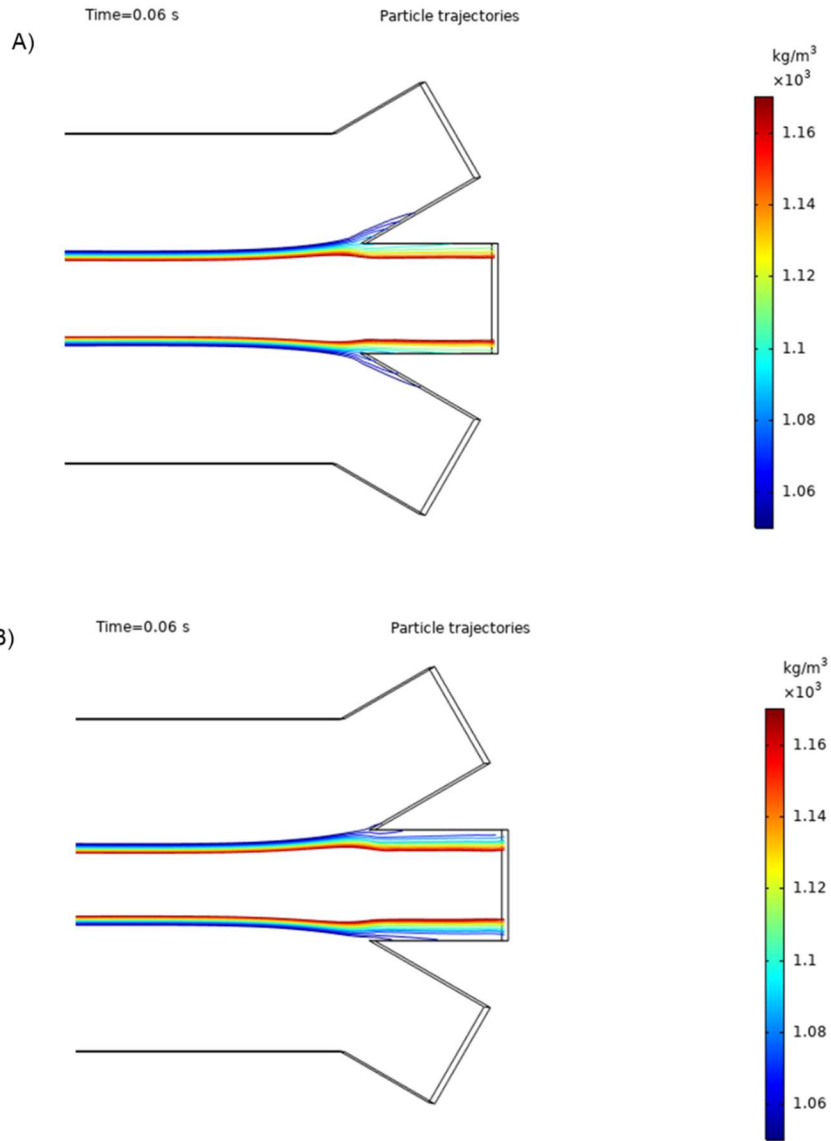 Time=0.06 s Particle trajectories
A)
kg/m³
×10³
1.16
1.14
1.12
1.1
1.08
1.06
Time=0.06 s Particle trajectories
B)
kg/m³
×10³
1.16
1.14
1.12
1.1
1.08
1.06